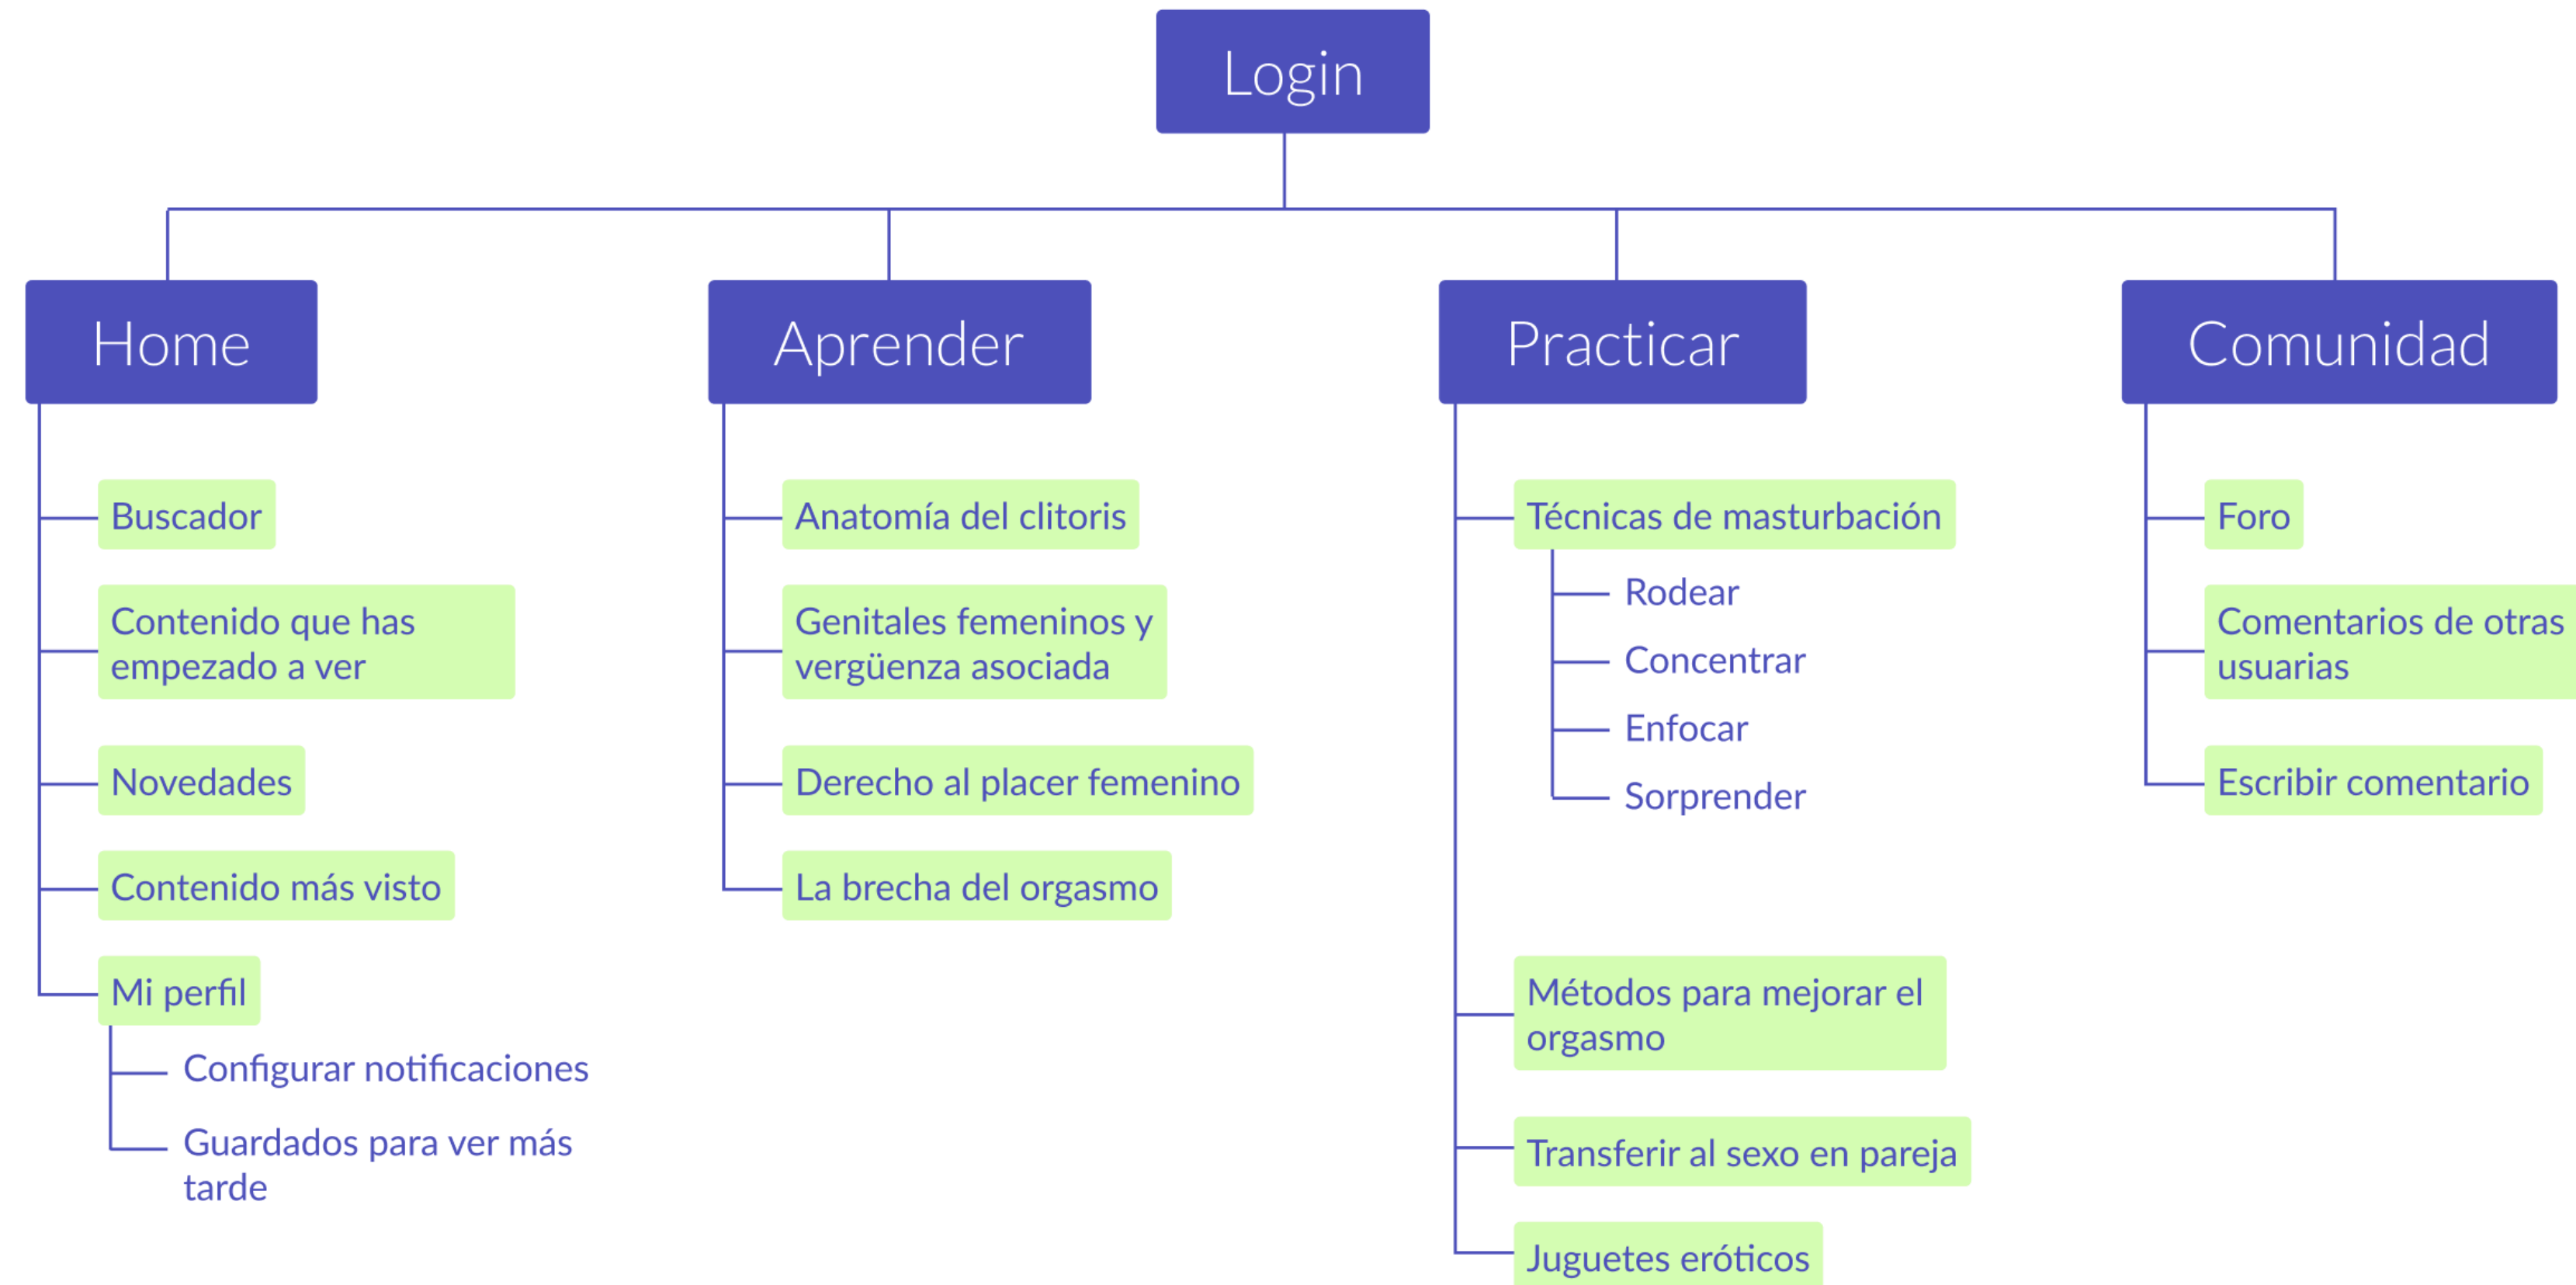 Login
Home
Aprender
Practicar
Comunidad
Buscador
Contenido que has
empezado a ver
Novedades
Contenido más visto
Mi perfil
Configurar notificaciones
Guardados para ver más
tarde
Anatomía del clitoris
Genitales femeninos y
vergüenza asociada
Derecho al placer femenino
La brecha del orgasmo
Técnicas de masturbación
Rodear
Concentrar
Enfocar
Sorprender
Métodos para mejorar el
orgasmo
Transferir al sexo en pareja
Juguetes eróticos
Foro
Comentarios de otras
usuarias
Escribir comentario